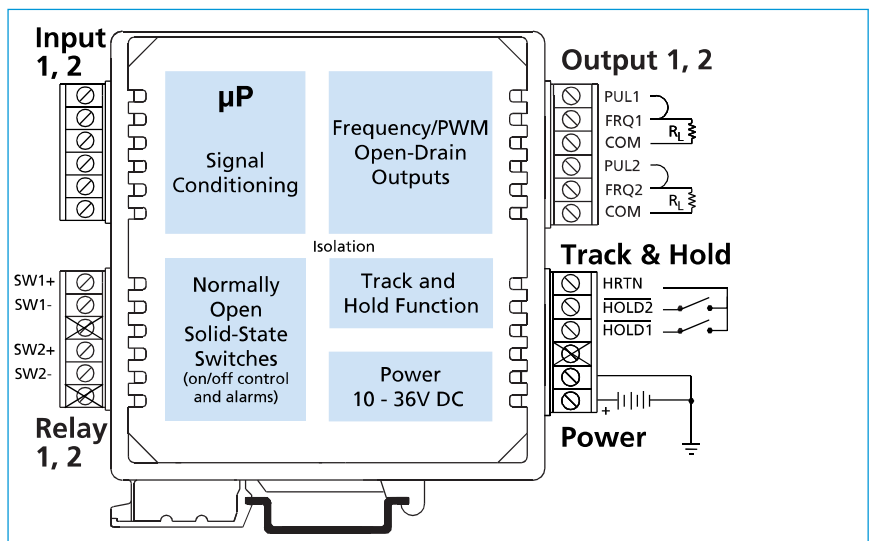 Input
1, 2
µP
Signal
Conditioning
Frequency/PWM
Open-Drain
Outputs
Output 1, 2
PUL1
FRQ1
COM
RL
PUL2
FRQ2
COM
RL
Isolation
SW1+
SW1-
SW2+
SW2-
Normally
Open
Solid-State
Switches
(on/off control
and alarms)
Track and
Hold Function
Power
10 - 36V DC
Track & Hold
HRTN
HOLD2
HOLD1
+
Relay
1, 2
Power